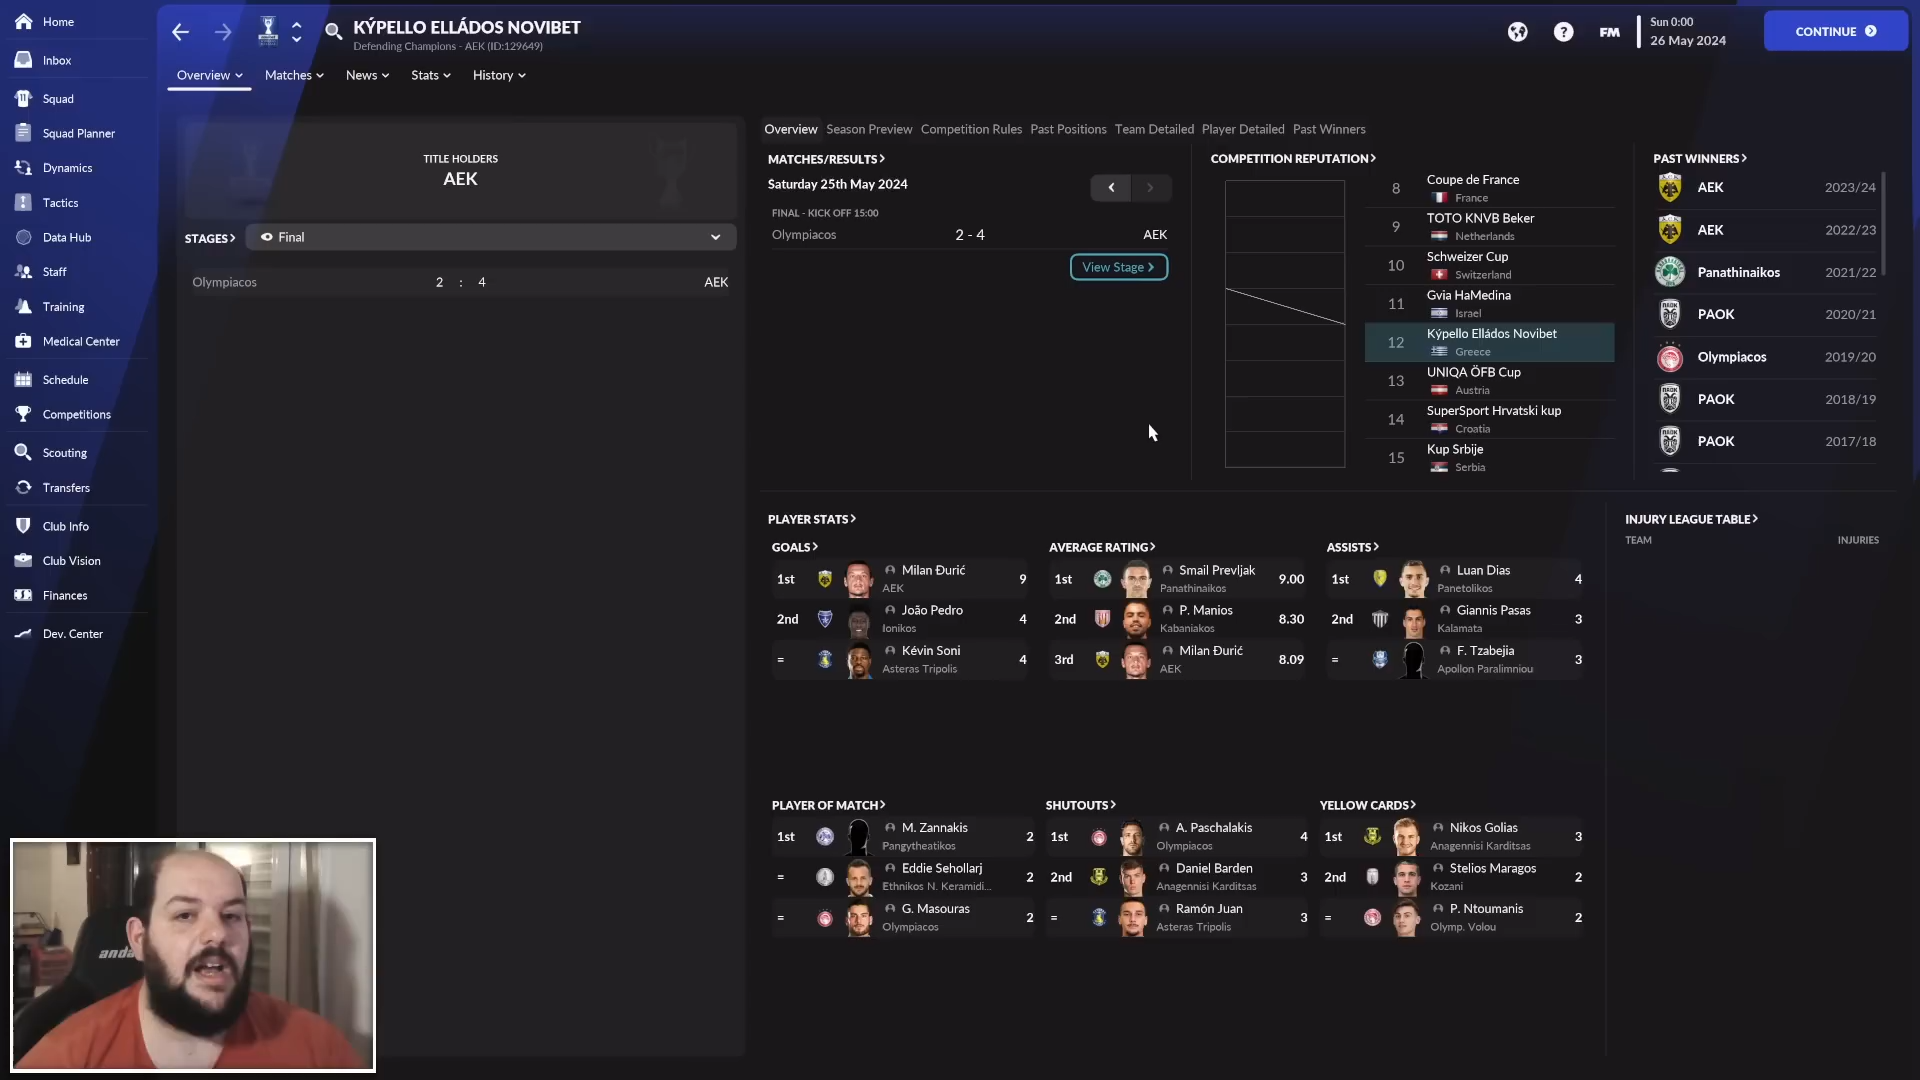 Home
Inbox
Squad
Squad Planner
Dynamics
Tactics
Data Hub
Staff
Training
Medical Center
Schedule
Competitions
Scouting
Transfers
Club Info
Club Vision
Finances
Dev. Center
KÝPELLO ELLÁDOS NOVIBET
Defending Champions - AEK (ID:129649)
FM
Sun 0:00
26 May 2024
CONTINUE
Overview
Matches
News
Stats
History
TITLE HOLDERS
AEK
STAGES
Final
Olympiacos 2 : 4 AEK
Overview Season Preview Competition Rules Past Positions Team Detailed Player Detailed Past Winners
MATCHES/RESULTS
Saturday 25th May 2024
FINAL - KICK OFF 15:00
Olympiacos 2 - 4 AEK
View Stage
COMPETITION REPUTATION
8 Coupe de France
France
9 TOTO KNVB Beker
Netherlands
10 Schweizer Cup
Switzerland
11 Gvia HaMedina
Israel
12 Kýpello Elládos Novibet
Greece
13 UNIQA ÖFB Cup
Austria
14 SuperSport Hrvatski kup
Croatia
15 Kup Srbije
Serbia
PAST WINNERS
AEK 2023/24
AEK 2022/23
Panathinaikos 2021/22
PAOK 2020/21
Olympiacos 2019/20
PAOK 2018/19
PAOK 2017/18
PLAYER STATS
GOALS
1st Milan Đurić 9
AEK
2nd João Pedro 4
Ionikos
= Kévin Soni 4
Asteras Tripolis
AVERAGE RATING
1st Smail Prevljak 9.00
Panathinaikos
2nd P. Manios 8.30
Kabaniakos
3rd Milan Đurić 8.09
AEK
ASSISTS
1st Luan Dias 4
Panetolikos
2nd Giannis Pasas 3
Kalamata
= F. Tzabejia 3
Apollon Paralimniou
INJURY LEAGUE TABLE
TEAM INJURIES
PLAYER OF MATCH
1st M. Zannakis 2
Pangytheatikos
= Eddie Sehollarj 2
Ethnikos N. Keramidi...
= G. Masouras 2
Olympiacos
SHUTOUTS
1st A. Paschalakis 4
Olympiacos
2nd Daniel Barden 3
Anagennisi Karditsas
= Ramón Juan 3
Asteras Tripolis
YELLOW CARDS
1st Nikos Golias 3
Anagennisi Karditsas
2nd Stelios Maragos 2
Kozani
= P. Ntoumanis 2
Olymp. Volou